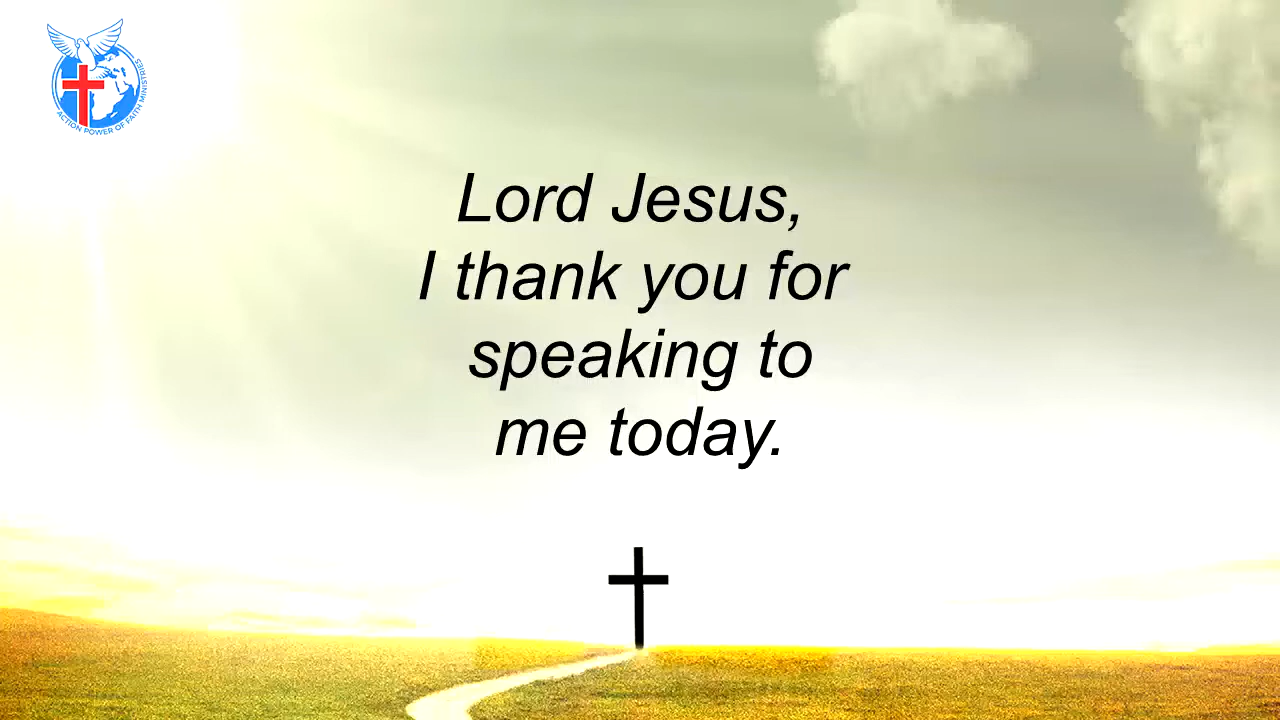 ACTION POWER OF FAITH MINISTRIES
Lord Jesus,
I thank you for
speaking to
me today.